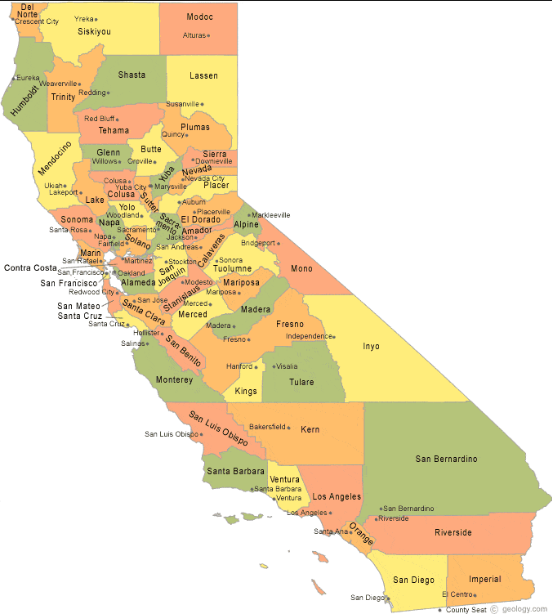 Del
Norte
Crescent City
Yreka
Siskiyou
Modoc
Alturas
Eureka
Humboldt
Weaverville
Trinity
Shasta
Redding
Lassen
Susanville
Red Bluff
Tehama
Plumas
Quincy
Mendocino
Glenn
Willows
Butte
Oroville
Sierra
Downieville
Yuba
Nevada
Nevada City
Ukiah
Lakeport
Lake
Colusa
Colusa
Yuba City
Sutter
Marysville
Placer
Auburn
Sonoma
Santa Rosa
Napa
Napa
Fairfield
Yolo
Woodland
Sacramento
Sacra-
mento
Solano
Placerville
El Dorado
Amador
Jackson
San Andreas
Alpine
Markleeville
Marin
San Rafael
Martinez
Contra Costa
San Francisco
Oakland
San Francisco
Alameda
Redwood City
San Mateo
Santa Cruz
San Jose
Santa Clara
Santa Cruz
Stockton
San
Joaquin
Calaveras
Sonora
Tuolumne
Bridgeport
Mono
Modesto
Stanislaus
Merced
Merced
Mariposa
Mariposa
Madera
Madera
Hollister
Salinas
San Benito
Monterey
Fresno
Fresno
Independence
Inyo
Hanford
Kings
Visalia
Tulare
San Luis Obispo
San Luis Obispo
Bakersfield
Kern
San Bernardino
San Bernardino
Santa Barbara
Santa Barbara
Ventura
Ventura
Los Angeles
Los Angeles
Santa Ana
Orange
Riverside
Riverside
San Diego
San Diego
Imperial
El Centro
County Seat
© geology.com